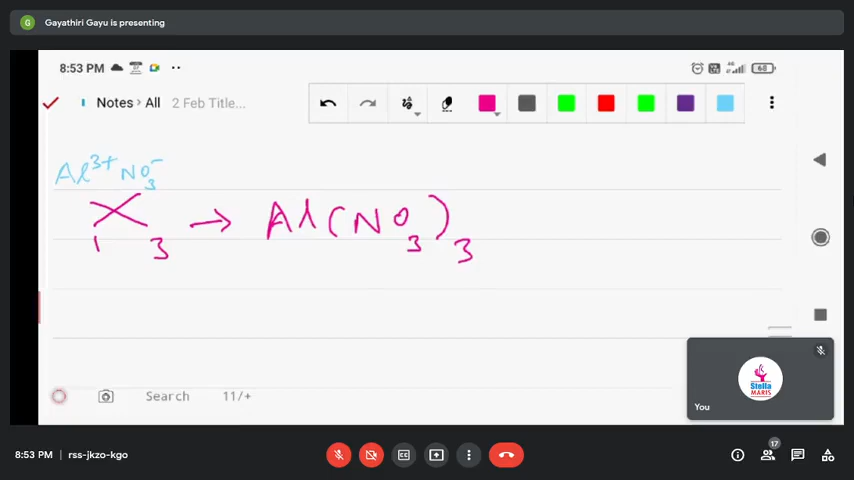 G Gayathiri Gayu is presenting
8:53 PM 60
Notes › All 2 Feb Title...
Al³⁺ NO₃⁻
1 3 → Al(NO₃)₃
Search 11/+
Stella
MARIS
You
8:53 PM | rss-jkzo-kgo
17